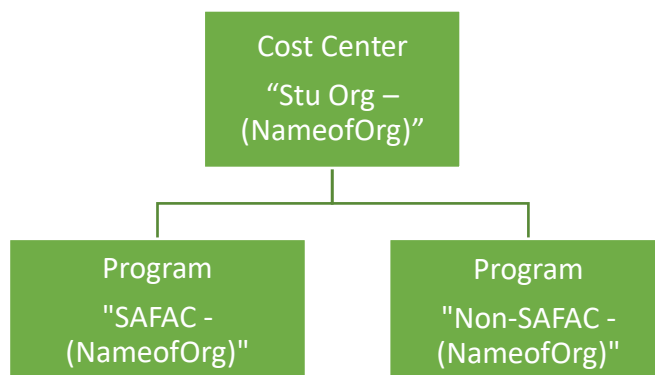 Cost Center
“Stu Org –
(NameofOrg)”
Program
"SAFAC -
(NameofOrg)"
Program
"Non-SAFAC -
(NameofOrg)"